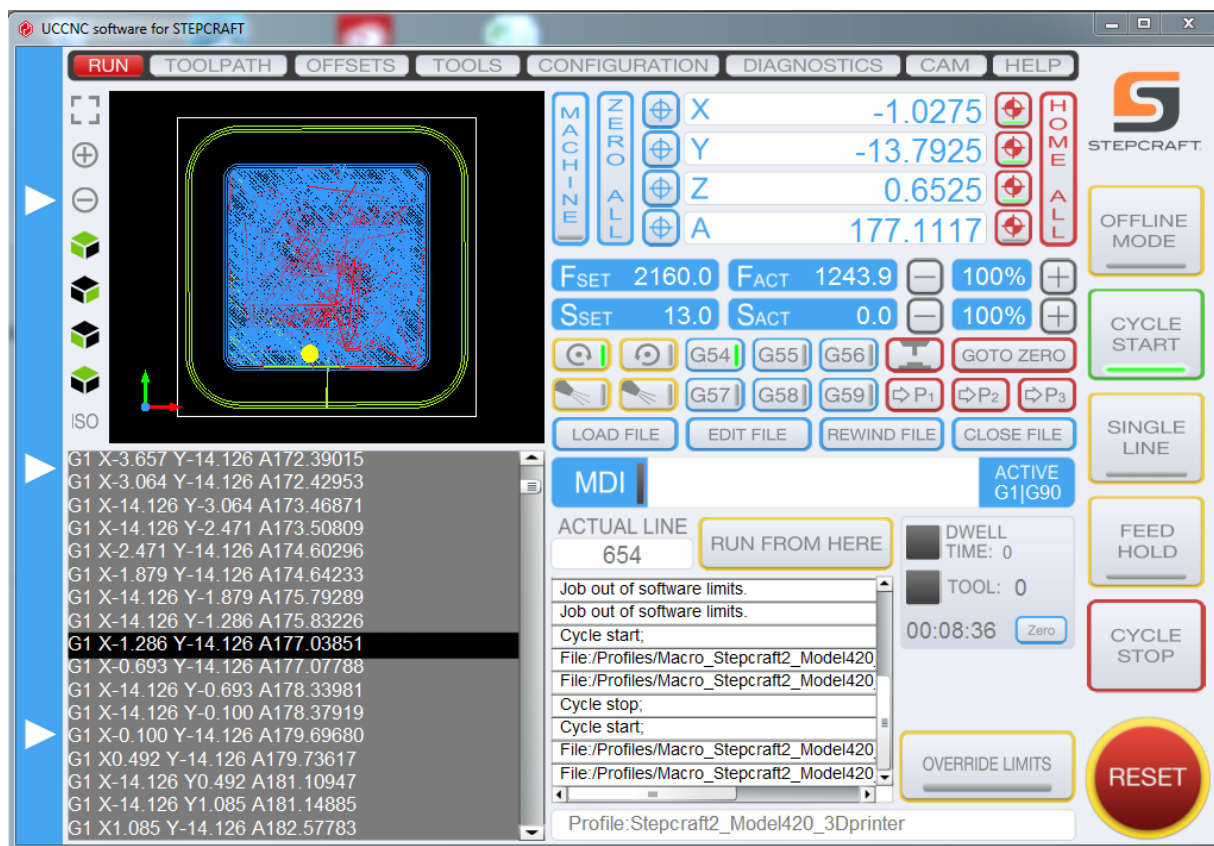 UCCNC software for STEPCRAFT
RUN TOOLPATH OFFSETS TOOLS CONFIGURATION DIAGNOSTICS CAM HELP
MACHINE
ZERO ALL
X -1.0275
Y -13.7925
Z 0.6525
A 177.1117
HOME ALL
STEPCRAFT
FSET 2160.0 FACT 1243.9 100%
SSET 13.0 SACT 0.0 100%
G54 G55 G56 GOTO ZERO
G57 G58 G59 P1 P2 P3
ISO
LOAD FILE EDIT FILE REWIND FILE CLOSE FILE
MDI ACTIVE
G1|G90
G1 X-3.657 Y-14.126 A172.39015
G1 X-3.064 Y-14.126 A172.42953
G1 X-14.126 Y-3.064 A173.46871
G1 X-14.126 Y-2.471 A173.50809
G1 X-2.471 Y-14.126 A174.60296
G1 X-1.879 Y-14.126 A174.64233
G1 X-14.126 Y-1.879 A175.79289
G1 X-14.126 Y-1.286 A175.83226
G1 X-1.286 Y-14.126 A177.03851
G1 X-0.693 Y-14.126 A177.07788
G1 X-14.126 Y-0.693 A178.33981
G1 X-14.126 Y-0.100 A178.37919
G1 X-0.100 Y-14.126 A179.69680
G1 X0.492 Y-14.126 A179.73617
G1 X-14.126 Y0.492 A181.10947
G1 X-14.126 Y1.085 A181.14885
G1 X1.085 Y-14.126 A182.57783
ACTUAL LINE
654
RUN FROM HERE
DWELL
TIME: 0
TOOL: 0
00:08:36 Zero
Job out of software limits.
Job out of software limits.
Cycle start;
File:/Profiles/Macro_Stepcraft2_Model420_
File:/Profiles/Macro_Stepcraft2_Model420_
Cycle stop;
Cycle start;
File:/Profiles/Macro_Stepcraft2_Model420_
File:/Profiles/Macro_Stepcraft2_Model420_
OVERRIDE LIMITS
Profile:Stepcraft2_Model420_3Dprinter
OFFLINE
MODE
CYCLE
START
SINGLE
LINE
FEED
HOLD
CYCLE
STOP
RESET